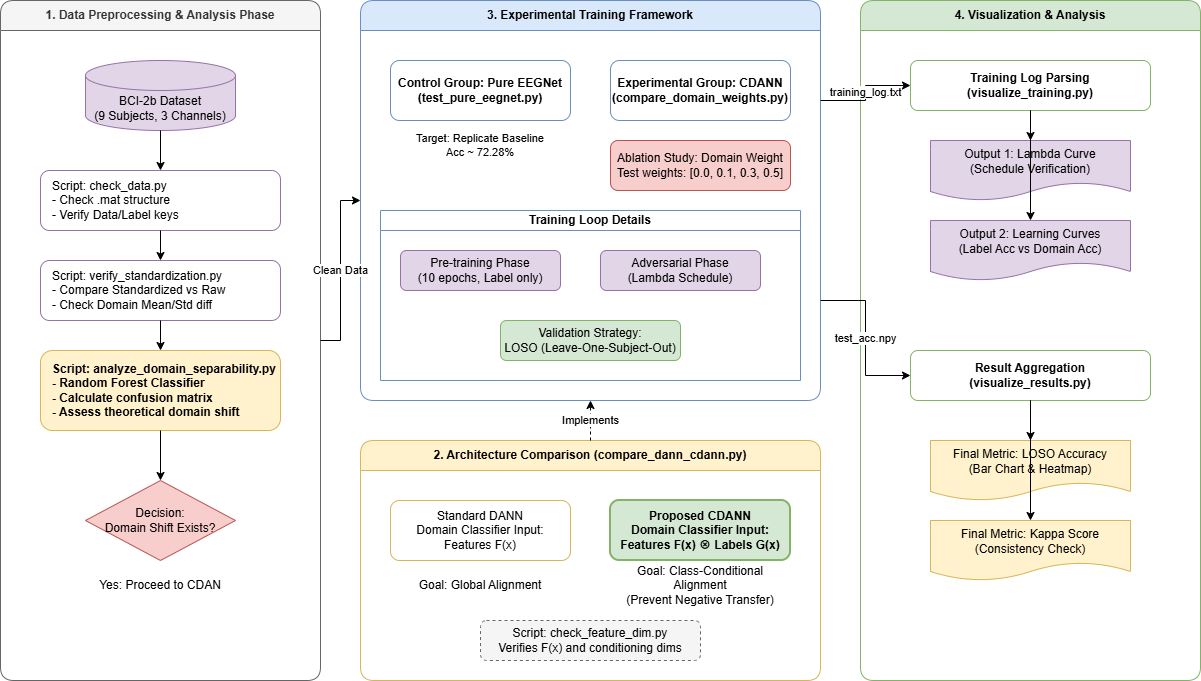 1. Data Preprocessing & Analysis Phase
BCI-2b Dataset
(9 Subjects, 3 Channels)
Script: check_data.py
- Check .mat structure
- Verify Data/Label keys
Script: verify_standardization.py
- Compare Standardized vs Raw
- Check Domain Mean/Std diff
Script: analyze_domain_separability.py
- Random Forest Classifier
- Calculate confusion matrix
- Assess theoretical domain shift
Decision:
Domain Shift Exists?
Yes: Proceed to CDAN
Clean Data
3. Experimental Training Framework
Control Group: Pure EEGNet
(test_pure_eegnet.py)
Target: Replicate Baseline
Acc ~ 72.28%
Experimental Group: CDANN
(compare_domain_weights.py)
Ablation Study: Domain Weight
Test weights: [0.0, 0.1, 0.3, 0.5]
Training Loop Details
Pre-training Phase
(10 epochs, Label only)
Adversarial Phase
(Lambda Schedule)
Validation Strategy:
LOSO (Leave-One-Subject-Out)
Implements
2. Architecture Comparison (compare_dann_cdann.py)
Standard DANN
Domain Classifier Input:
Features F(x)
Goal: Global Alignment
Proposed CDANN
Domain Classifier Input:
Features F(x) ⊗ Labels G(x)
Goal: Class-Conditional
Alignment
(Prevent Negative Transfer)
Script: check_feature_dim.py
Verifies F(x) and conditioning dims
training_log.txt
test_acc.npy
4. Visualization & Analysis
Training Log Parsing
(visualize_training.py)
Output 1: Lambda Curve
(Schedule Verification)
Output 2: Learning Curves
(Label Acc vs Domain Acc)
Result Aggregation
(visualize_results.py)
Final Metric: LOSO Accuracy
(Bar Chart & Heatmap)
Final Metric: Kappa Score
(Consistency Check)